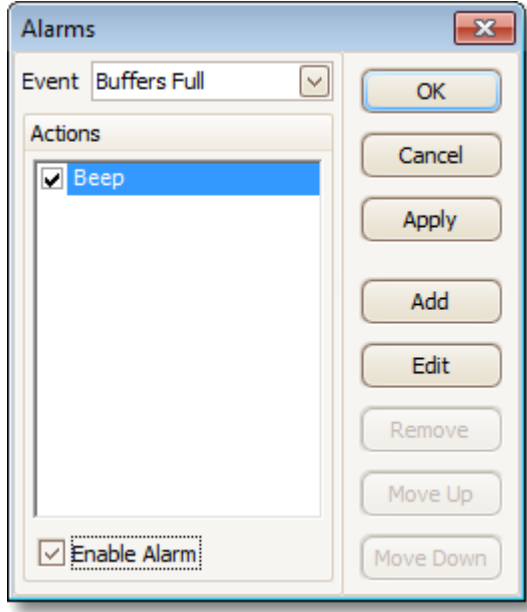 Alarms
Event Buffers Full
OK
Actions
Cancel
Beep
Apply
Add
Edit
Remove
Move Up
Enable Alarm
Move Down